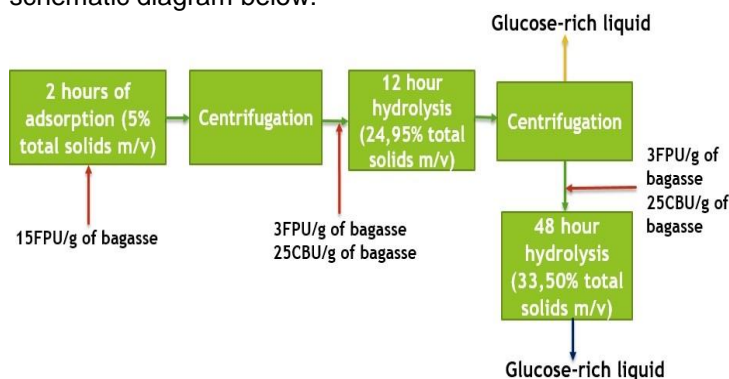 schematic diagram below.
Glucose-rich liquid
2 hours of
adsorption (5%
total solids m/v)
Centrifugation
12 hour
hydrolysis
(24,95% total
solids m/v)
Centrifugation
15FPU/g of bagasse
3FPU/g of bagasse
25CBU/g of bagasse
3FPU/g of
bagasse
25CBU/g of
bagasse
48 hour
hydrolysis
(33,50% total
solids m/v)
Glucose-rich liquid